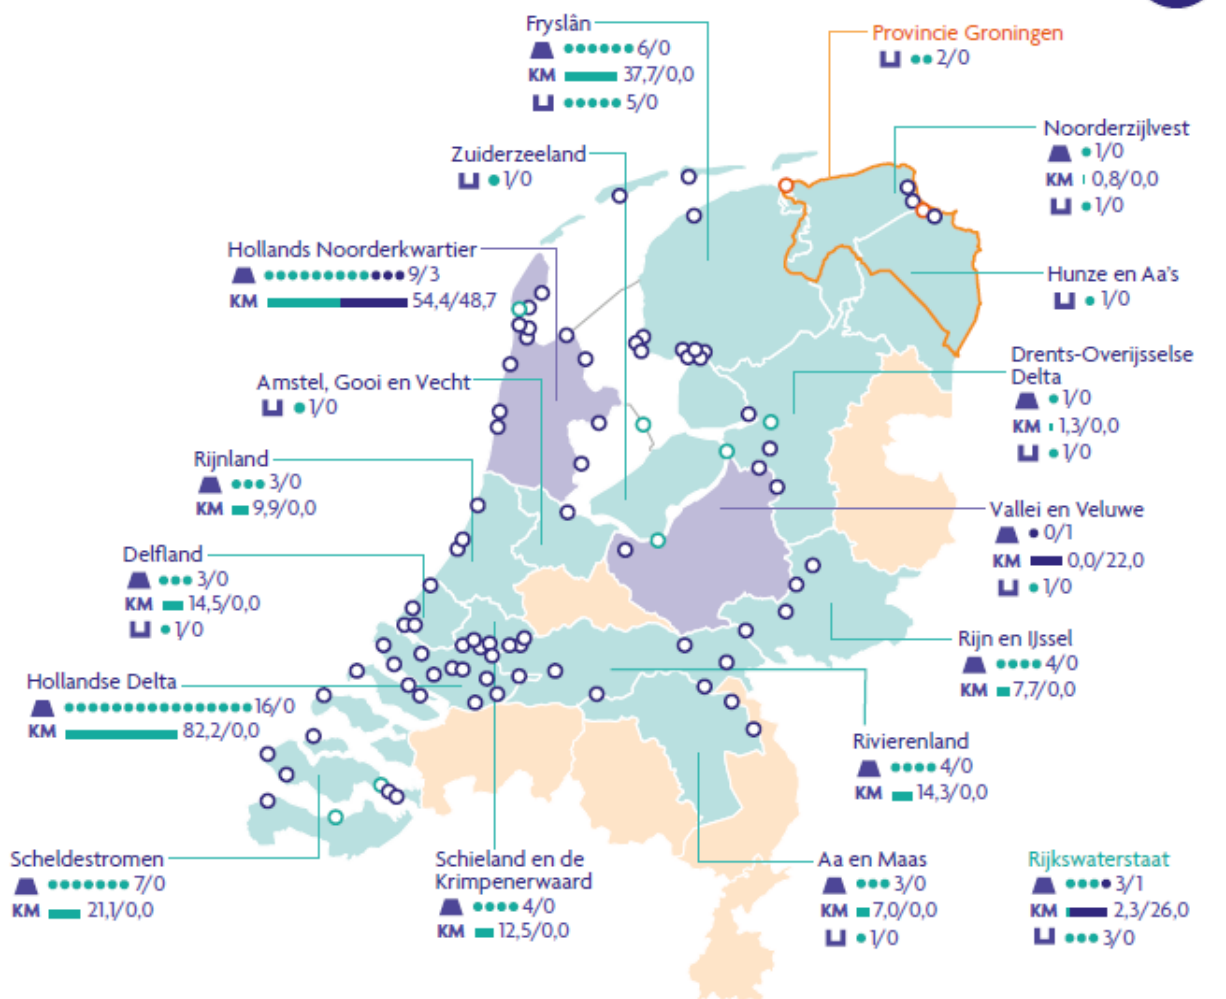 Fryslân
6/0
KM 37,7/0,0
5/0
Provincie Groningen
2/0
Noorderzijlvest
1/0
KM 0,8/0,0
1/0
Zuiderzeeland
1/0
Hollands Noorderkwartier
9/3
KM 54,4/48,7
Hunze en Aa's
1/0
Drents-Overijsselse
Delta
1/0
KM 1,3/0,0
1/0
Amstel, Gooi en Vecht
1/0
Rijnland
3/0
KM 9,9/0,0
Vallei en Veluwe
0/1
KM 0,0/22,0
1/0
Delfland
3/0
KM 14,5/0,0
1/0
Rijn en IJssel
4/0
KM 7,7/0,0
Hollandse Delta
16/0
KM 82,2/0,0
Rivierenland
4/0
KM 14,3/0,0
Scheldestromen
7/0
KM 21,1/0,0
Schieland en de
Krimpenerwaard
4/0
KM 12,5/0,0
Aa en Maas
3/0
KM 7,0/0,0
1/0
Rijkswaterstaat
3/1
KM 2,3/26,0
3/0